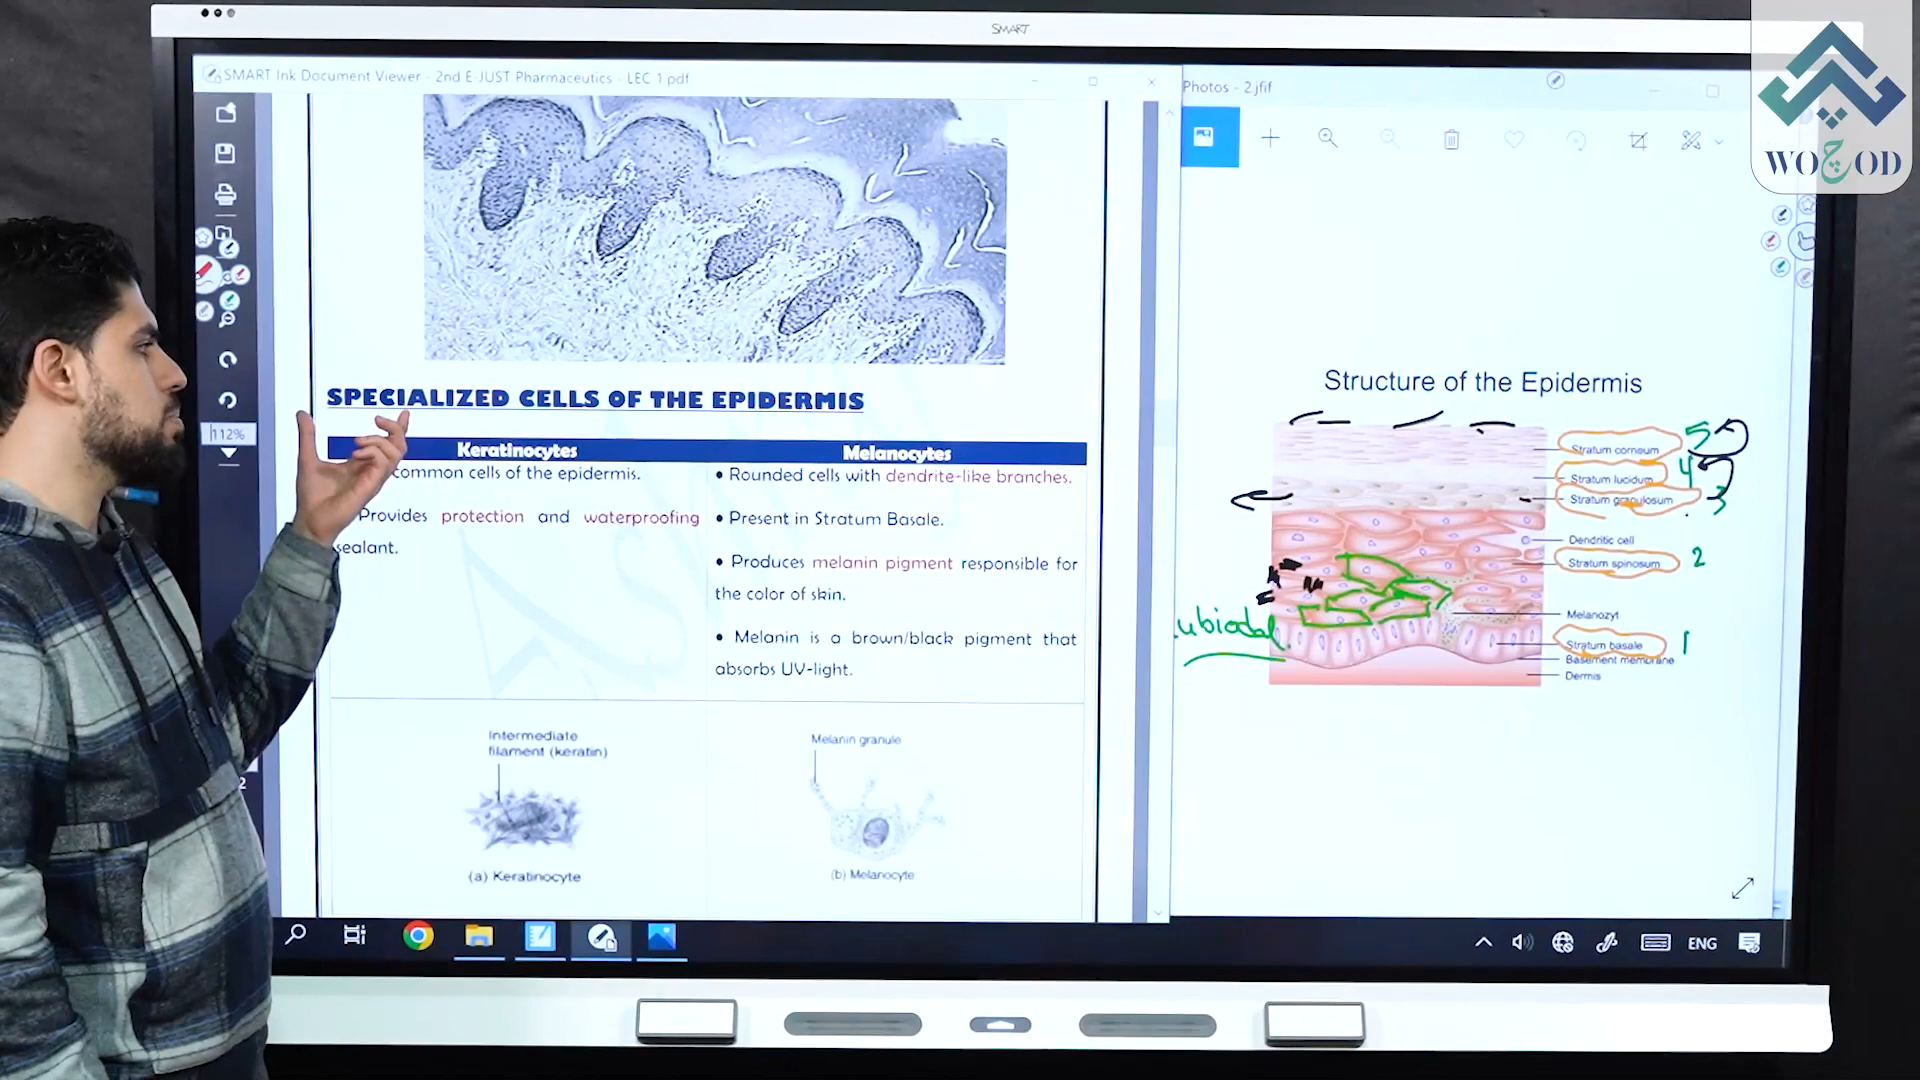 SMART
SMART Ink Document Viewer - 2nd E-JUST Pharmaceutics - LEC 1.pdf
SPECIALIZED CELLS OF THE EPIDERMIS
Keratinocytes
common cells of the epidermis.
Provides protection and waterproofing
sealant.
Melanocytes
• Rounded cells with dendrite-like branches.
• Present in Stratum Basale.
• Produces melanin pigment responsible for
the color of skin.
• Melanin is a brown/black pigment that
absorbs UV-light.
Intermediate
filament (keratin)
(a) Keratinocyte
Melanin granule
(b) Melanocyte
112%
2
Photos - 2.jfif
Structure of the Epidermis
Stratum corneum 5
Stratum lucidum 4
Stratum granulosum 3
Dendritic cell
Stratum spinosum 2
Melanozyt
Stratum basale 1
Basement membrane
Dermis
ubiodal
ENG
WOجOD